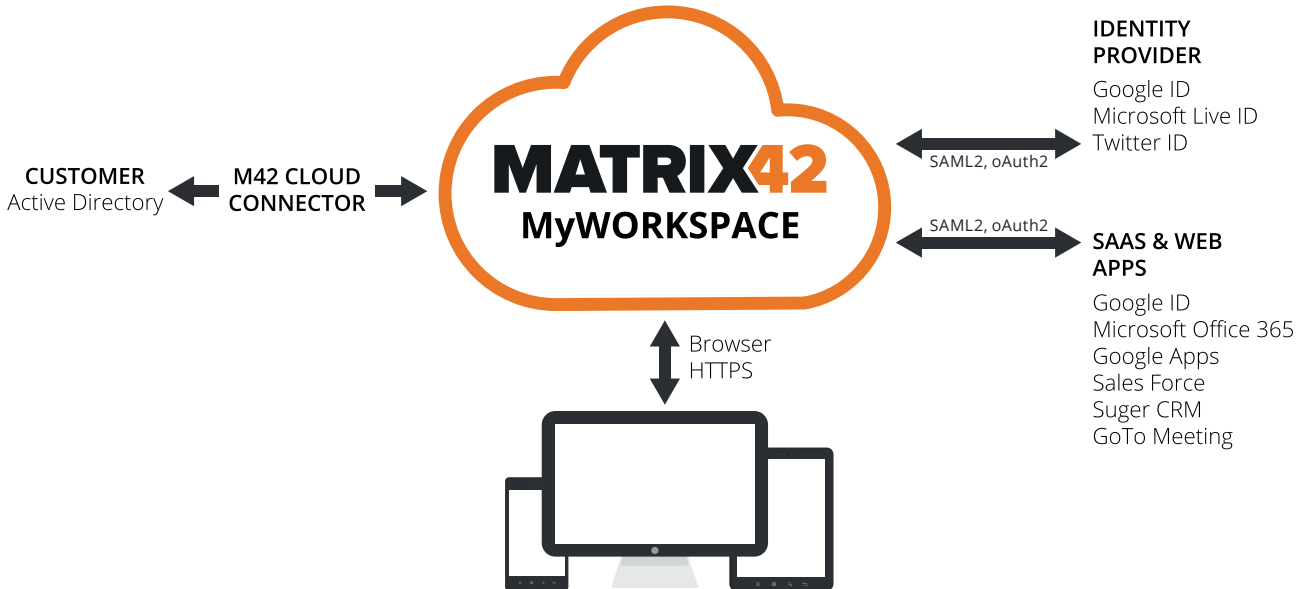 CUSTOMER
Active Directory
M42 CLOUD
CONNECTOR
MATRIX42
MyWORKSPACE
IDENTITY
PROVIDER
Google ID
Microsoft Live ID
Twitter ID
SAML2, oAuth2
SAML2, oAuth2
SAAS & WEB
APPS
Google ID
Microsoft Office 365
Google Apps
Sales Force
Suger CRM
GoTo Meeting
Browser
HTTPS